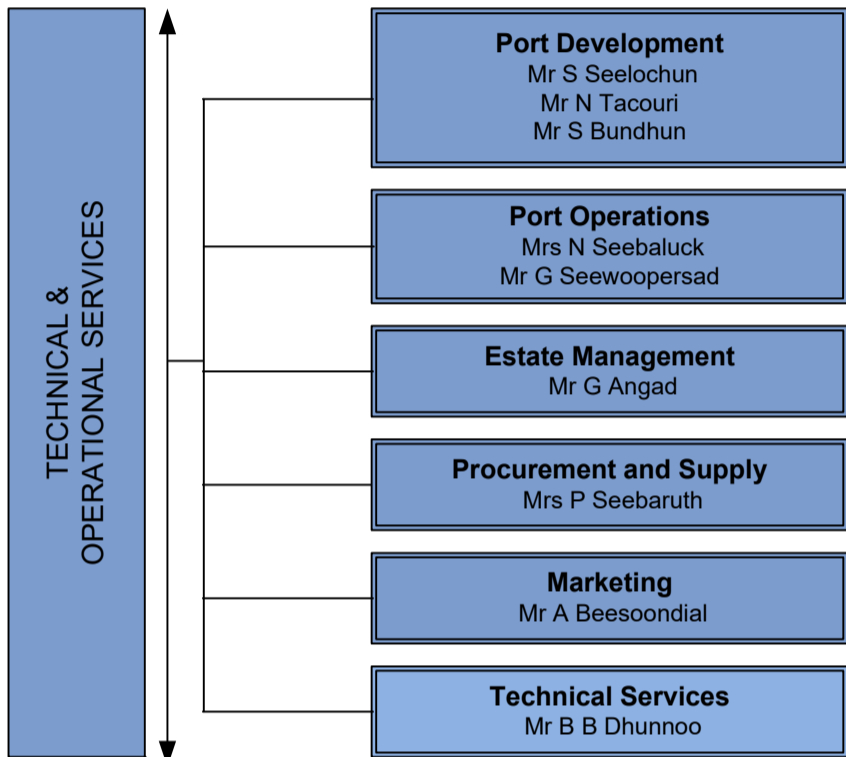 TECHNICAL &
OPERATIONAL SERVICES
Port Development
Mr S Seelochun
Mr N Tacouri
Mr S Bundhun
Port Operations
Mrs N Seebaluck
Mr G Seewoopersad
Estate Management
Mr G Angad
Procurement and Supply
Mrs P Seebaruth
Marketing
Mr A Beesoondial
Technical Services
Mr B B Dhunnoo